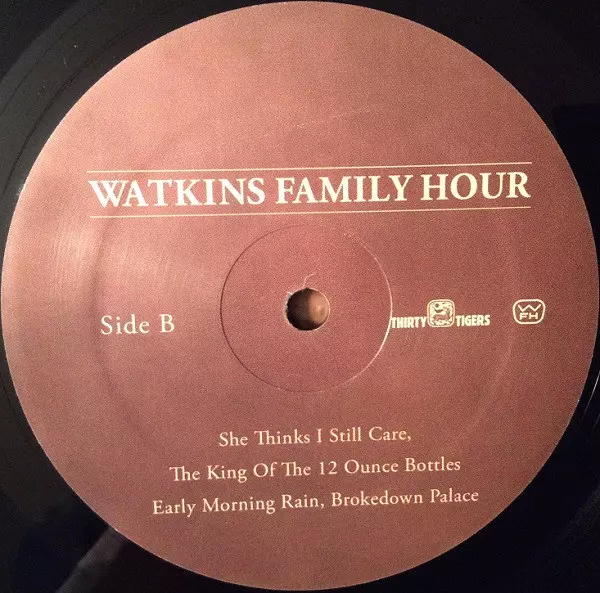 WATKINS FAMILY HOUR
Side B
THIRTY TIGERS
WFH
She Thinks I Still Care,
The King Of The 12 Ounce Bottles
Early Morning Rain, Brokedown Palace